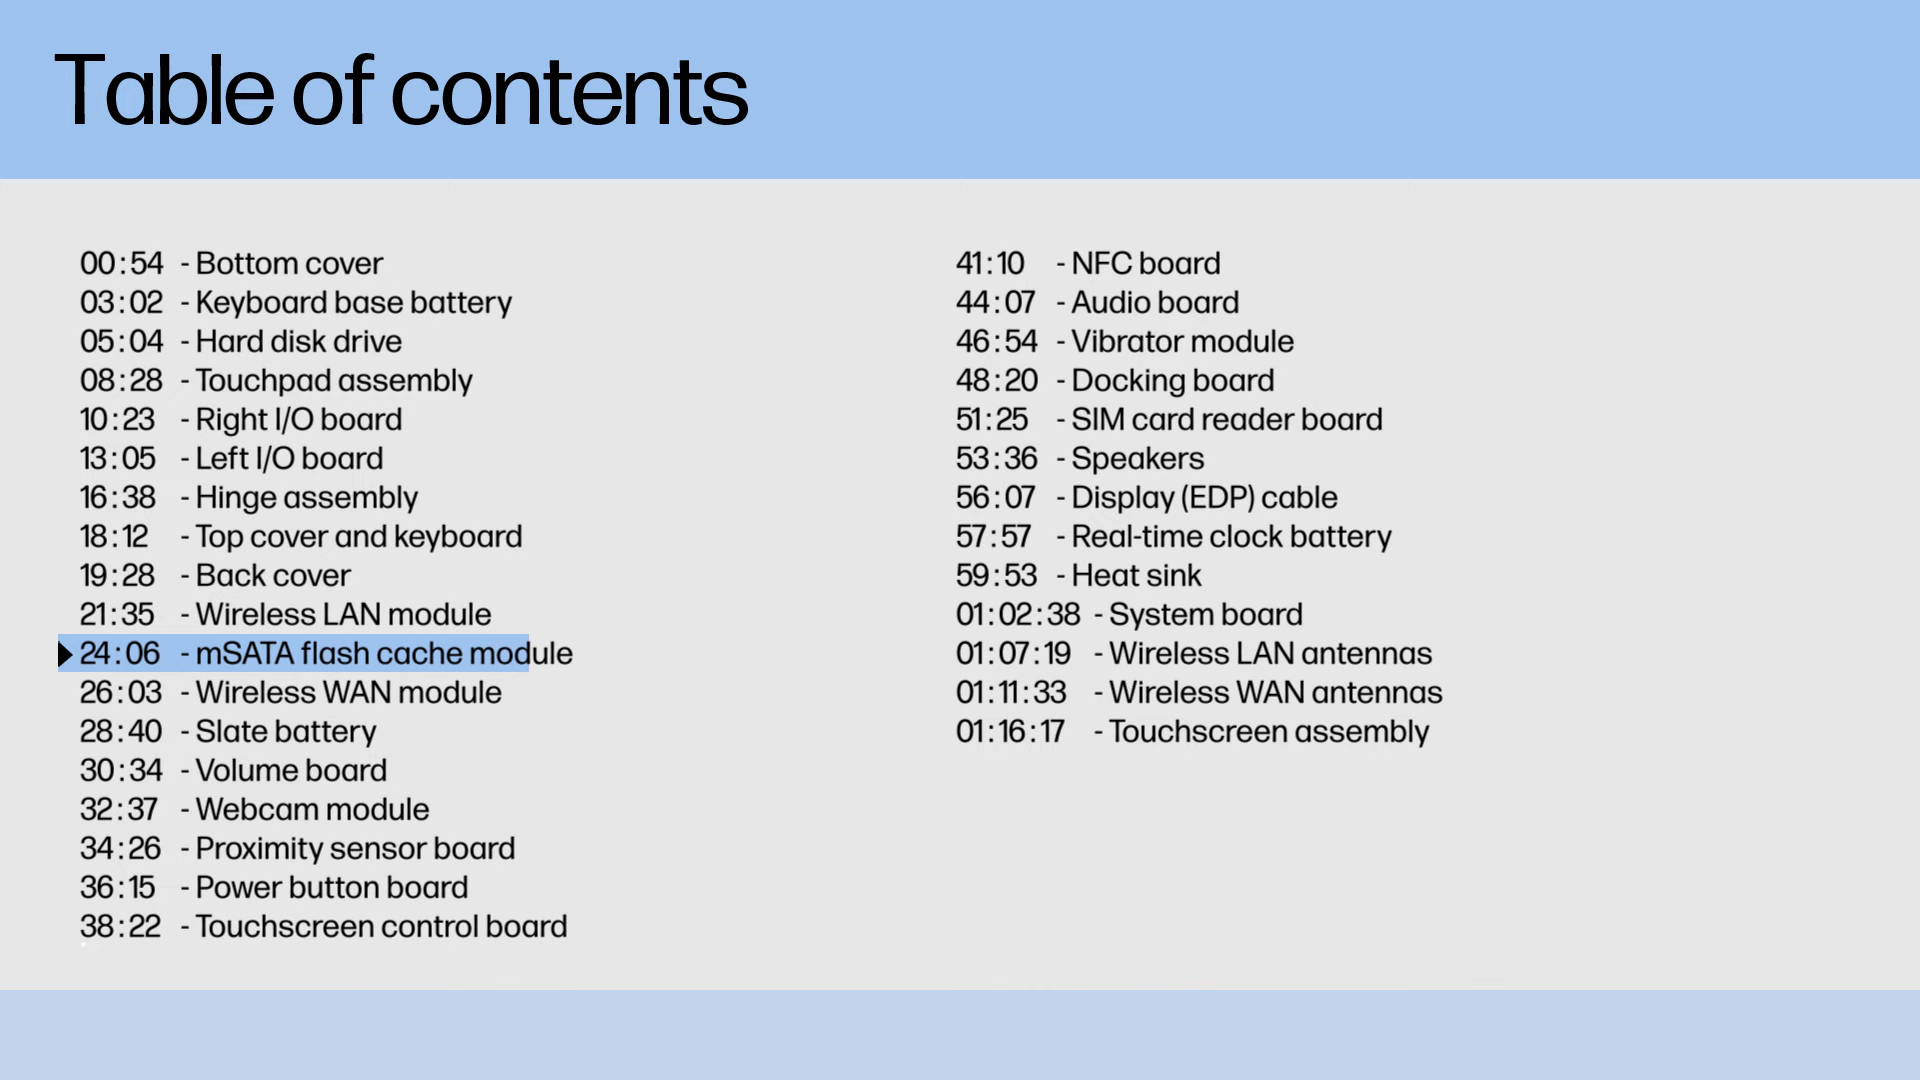 Table of contents
00:54 - Bottom cover
03:02 - Keyboard base battery
05:04 - Hard disk drive
08:28 - Touchpad assembly
10:23 - Right I/O board
13:05 - Left I/O board
16:38 - Hinge assembly
18:12 - Top cover and keyboard
19:28 - Back cover
21:35 - Wireless LAN module
24:06 - mSATA flash cache module
26:03 - Wireless WAN module
28:40 - Slate battery
30:34 - Volume board
32:37 - Webcam module
34:26 - Proximity sensor board
36:15 - Power button board
38:22 - Touchscreen control board
41:10 - NFC board
44:07 - Audio board
46:54 - Vibrator module
48:20 - Docking board
51:25 - SIM card reader board
53:36 - Speakers
56:07 - Display (EDP) cable
57:57 - Real-time clock battery
59:53 - Heat sink
01:02:38 - System board
01:07:19 - Wireless LAN antennas
01:11:33 - Wireless WAN antennas
01:16:17 - Touchscreen assembly